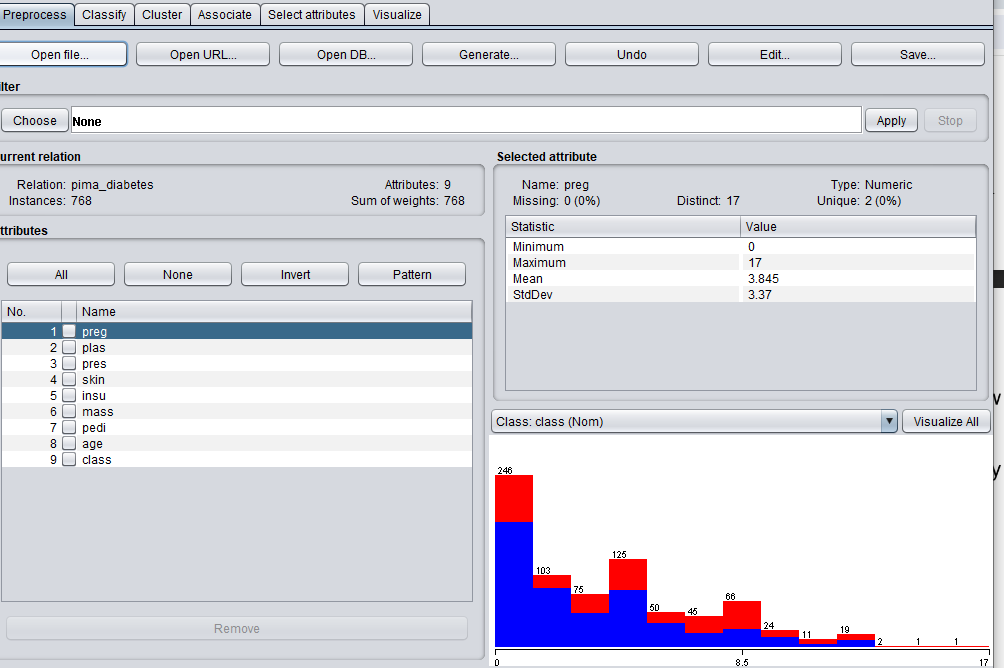 Preprocess Classify Cluster Associate Select attributes Visualize
Open file... Open URL... Open DB... Generate... Undo Edit... Save...
ilter
Choose None Apply Stop
urrent relation
Relation: pima_diabetes Attributes: 9
Instances: 768 Sum of weights: 768
ttributes
All None Invert Pattern
No. Name
1 preg
2 plas
3 pres
4 skin
5 insu
6 mass
7 pedi
8 age
9 class
Remove
Selected attribute
Name: preg Type: Numeric
Missing: 0 (0%) Distinct: 17 Unique: 2 (0%)
Statistic Value
Minimum 0
Maximum 17
Mean 3.845
StdDev 3.37
Class: class (Nom) Visualize All
246
103
75
125
50
45
66
24
11
19
2
1
1
0 8.5 17
w
y